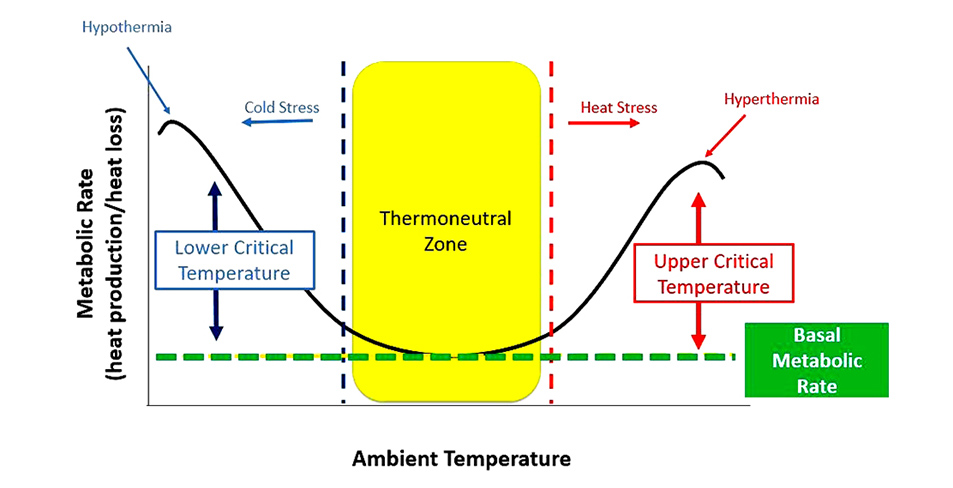 Hypothermia
Cold Stress
Heat Stress
Hyperthermia
Metabolic Rate
(heat production/heat loss)
Thermoneutral
Zone
Lower Critical
Temperature
Upper Critical
Temperature
Basal
Metabolic
Rate
Ambient Temperature